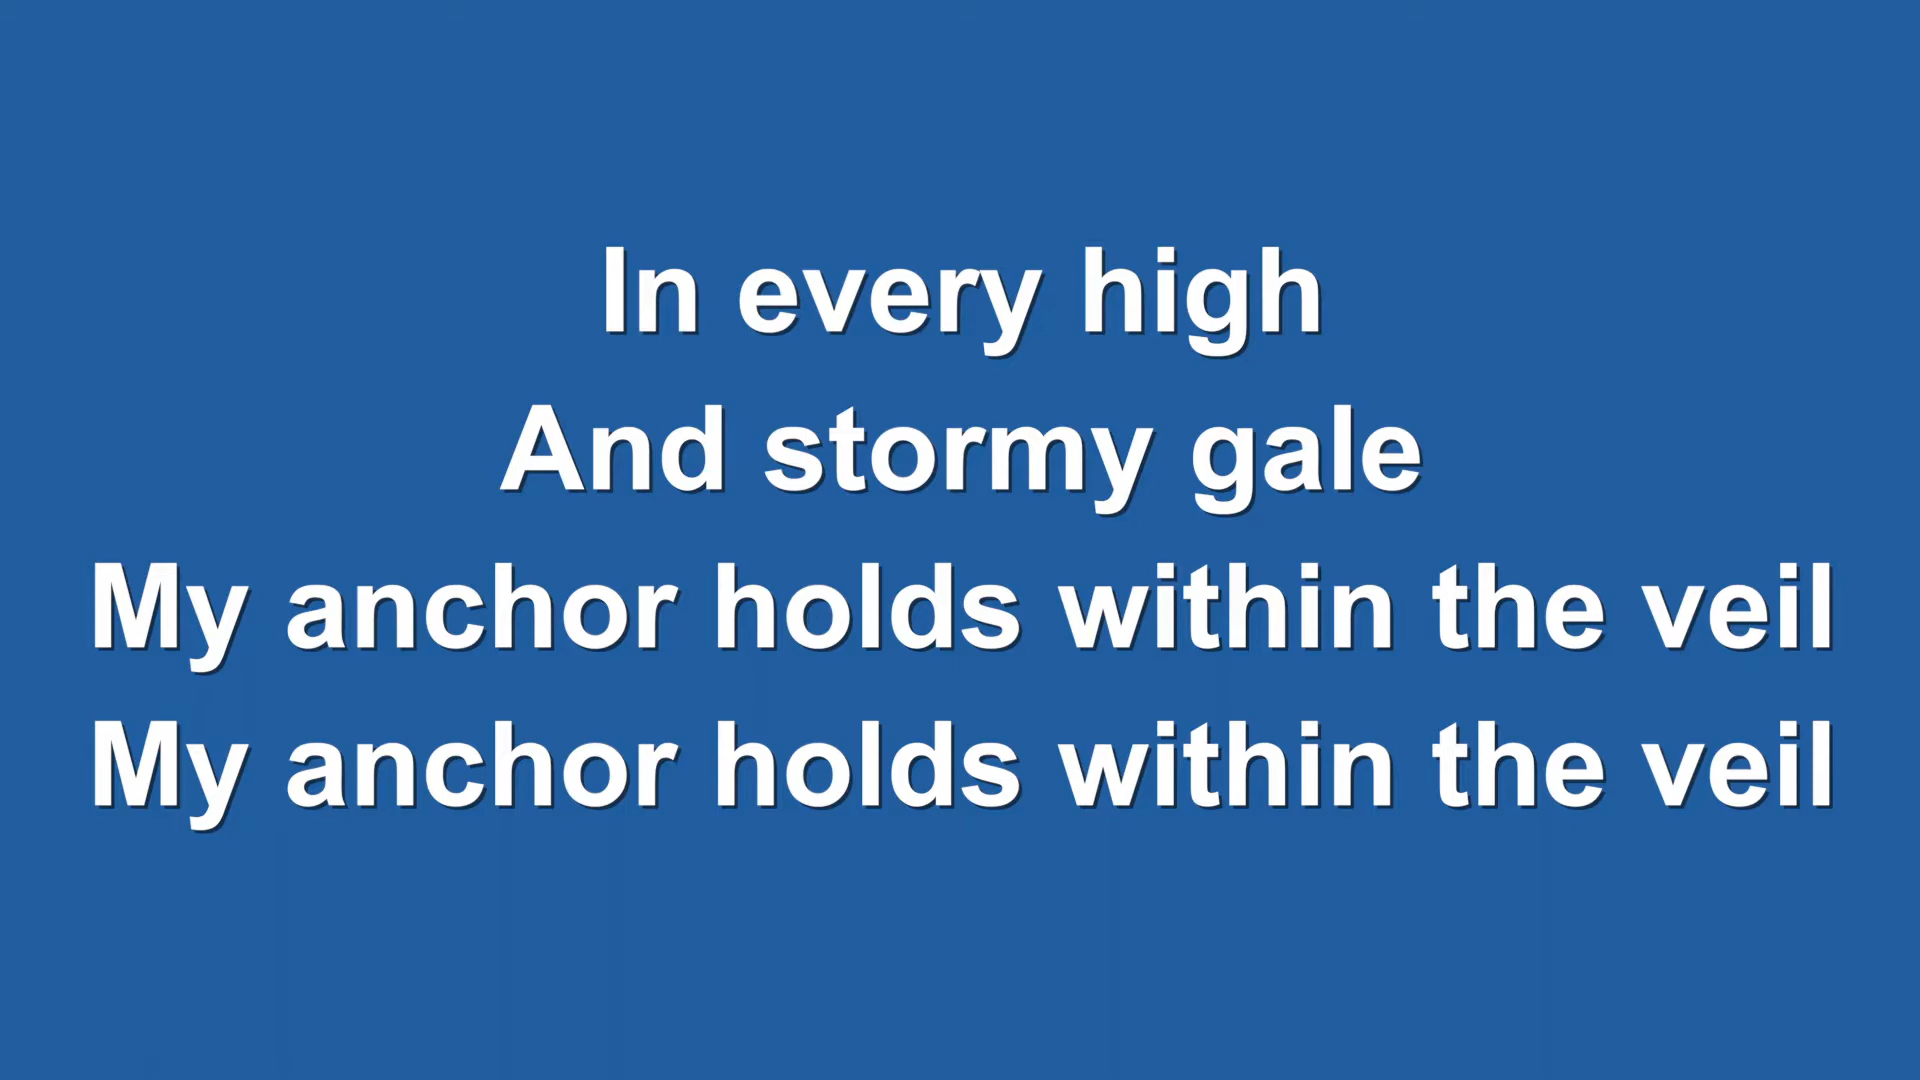 In every high
And stormy gale
My anchor holds within the veil
My anchor holds within the veil